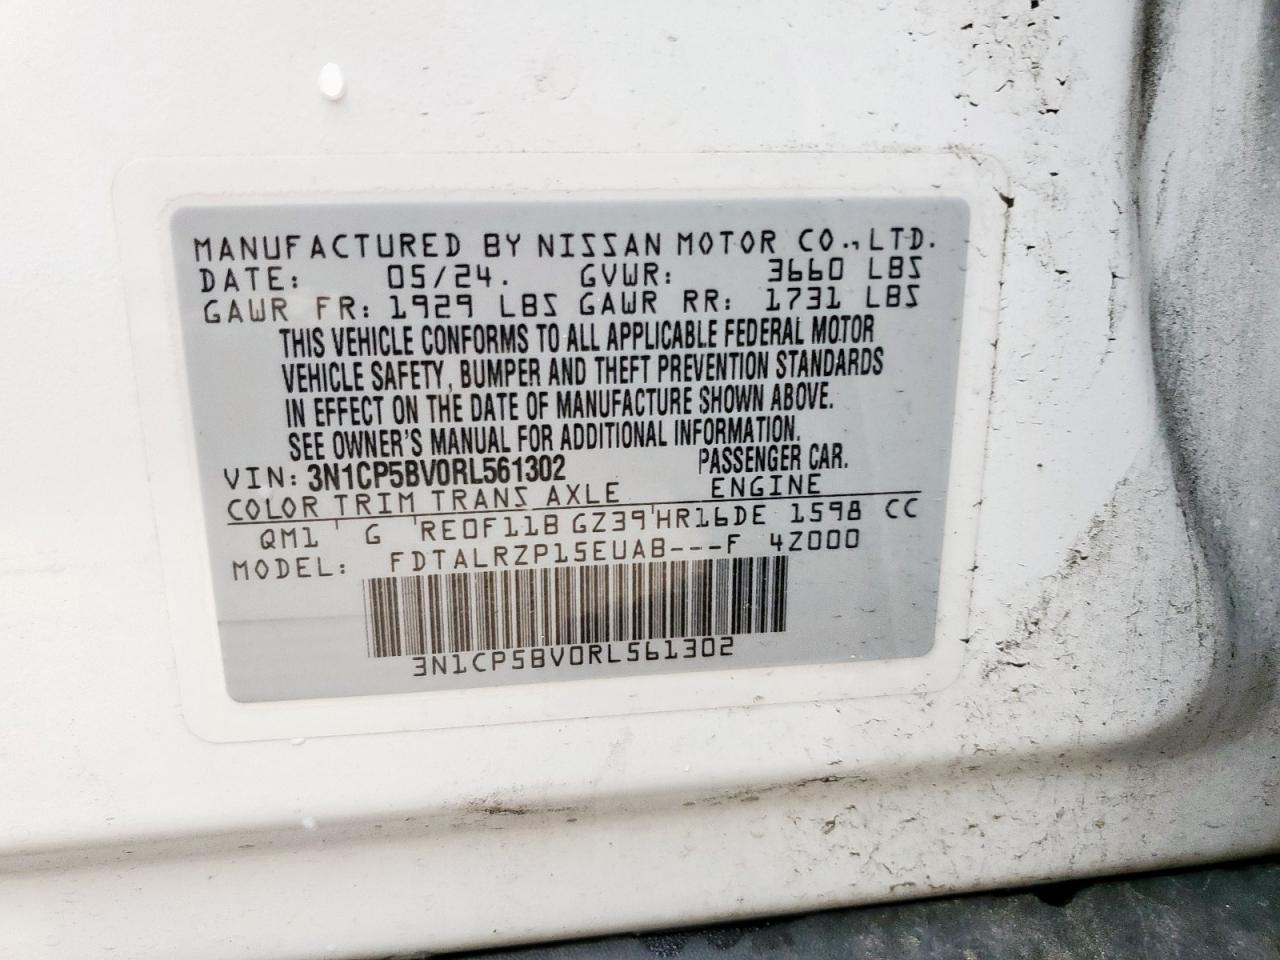 MANUFACTURED BY NISSAN MOTOR CO., LTD.
DATE: 05/24. GVWR: 3660 LBS
GAWR FR: 1929 LBS GAWR RR: 1731 LBS
THIS VEHICLE CONFORMS TO ALL APPLICABLE FEDERAL MOTOR
VEHICLE SAFETY, BUMPER AND THEFT PREVENTION STANDARDS
IN EFFECT ON THE DATE OF MANUFACTURE SHOWN ABOVE.
SEE OWNER'S MANUAL FOR ADDITIONAL INFORMATION.
VIN: 3N1CP5BV0RL561302 PASSENGER CAR.
COLOR TRIM TRANS AXLE ENGINE
QM1 G RE0F11B GZ39 HR16DE 1598 CC
MODEL: FDTALRZP15EUAB---F 4Z000
3N1CP5BV0RL561302